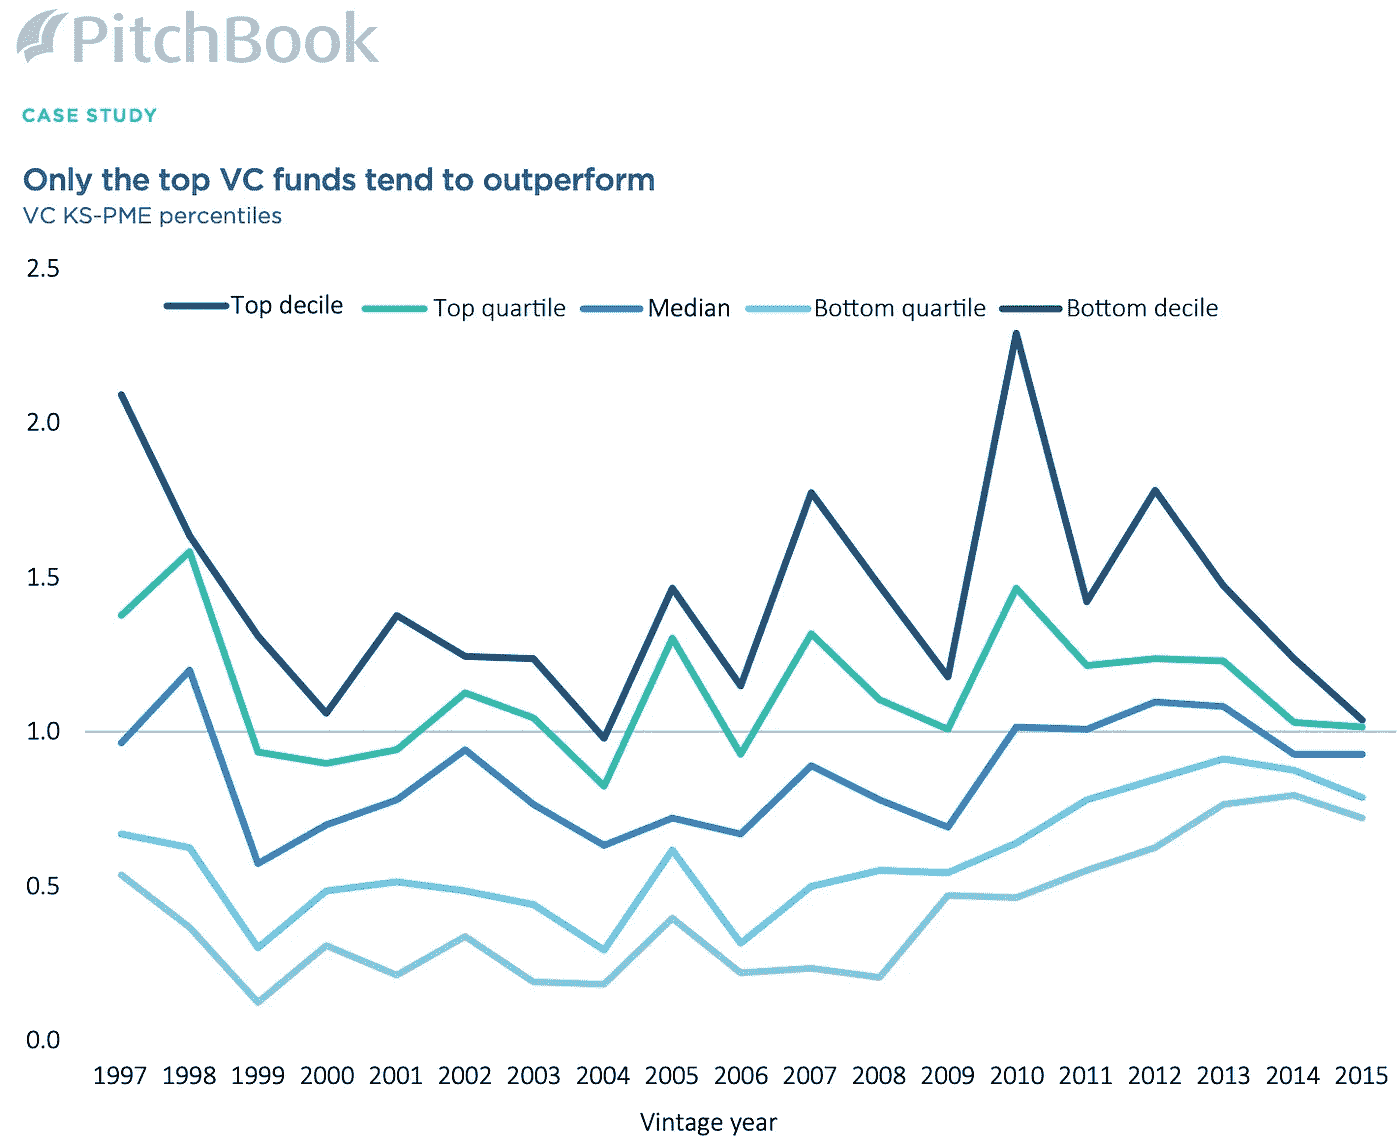 PitchBook
CASE STUDY
Only the top VC funds tend to outperform
VC KS-PME percentiles
2.5
Top decile Top quartile Median Bottom quartile Bottom decile
2.0
1.5
1.0
0.5
0.0
1997 1998 1999 2000 2001 2002 2003 2004 2005 2006 2007 2008 2009 2010 2011 2012 2013 2014 2015
Vintage year